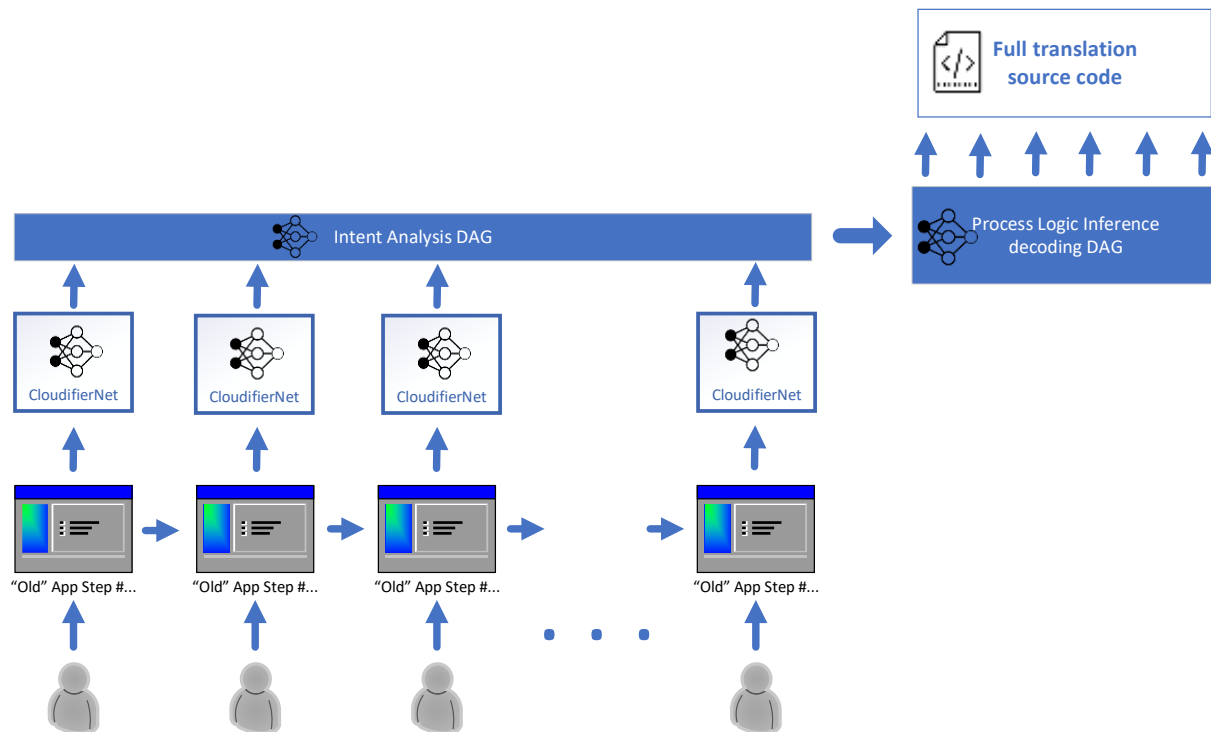 Full translation
source code
Intent Analysis DAG
Process Logic Inference
decoding DAG
CloudifierNet
CloudifierNet
CloudifierNet
CloudifierNet
“Old” App Step #...
“Old” App Step #...
“Old” App Step #...
“Old” App Step #...